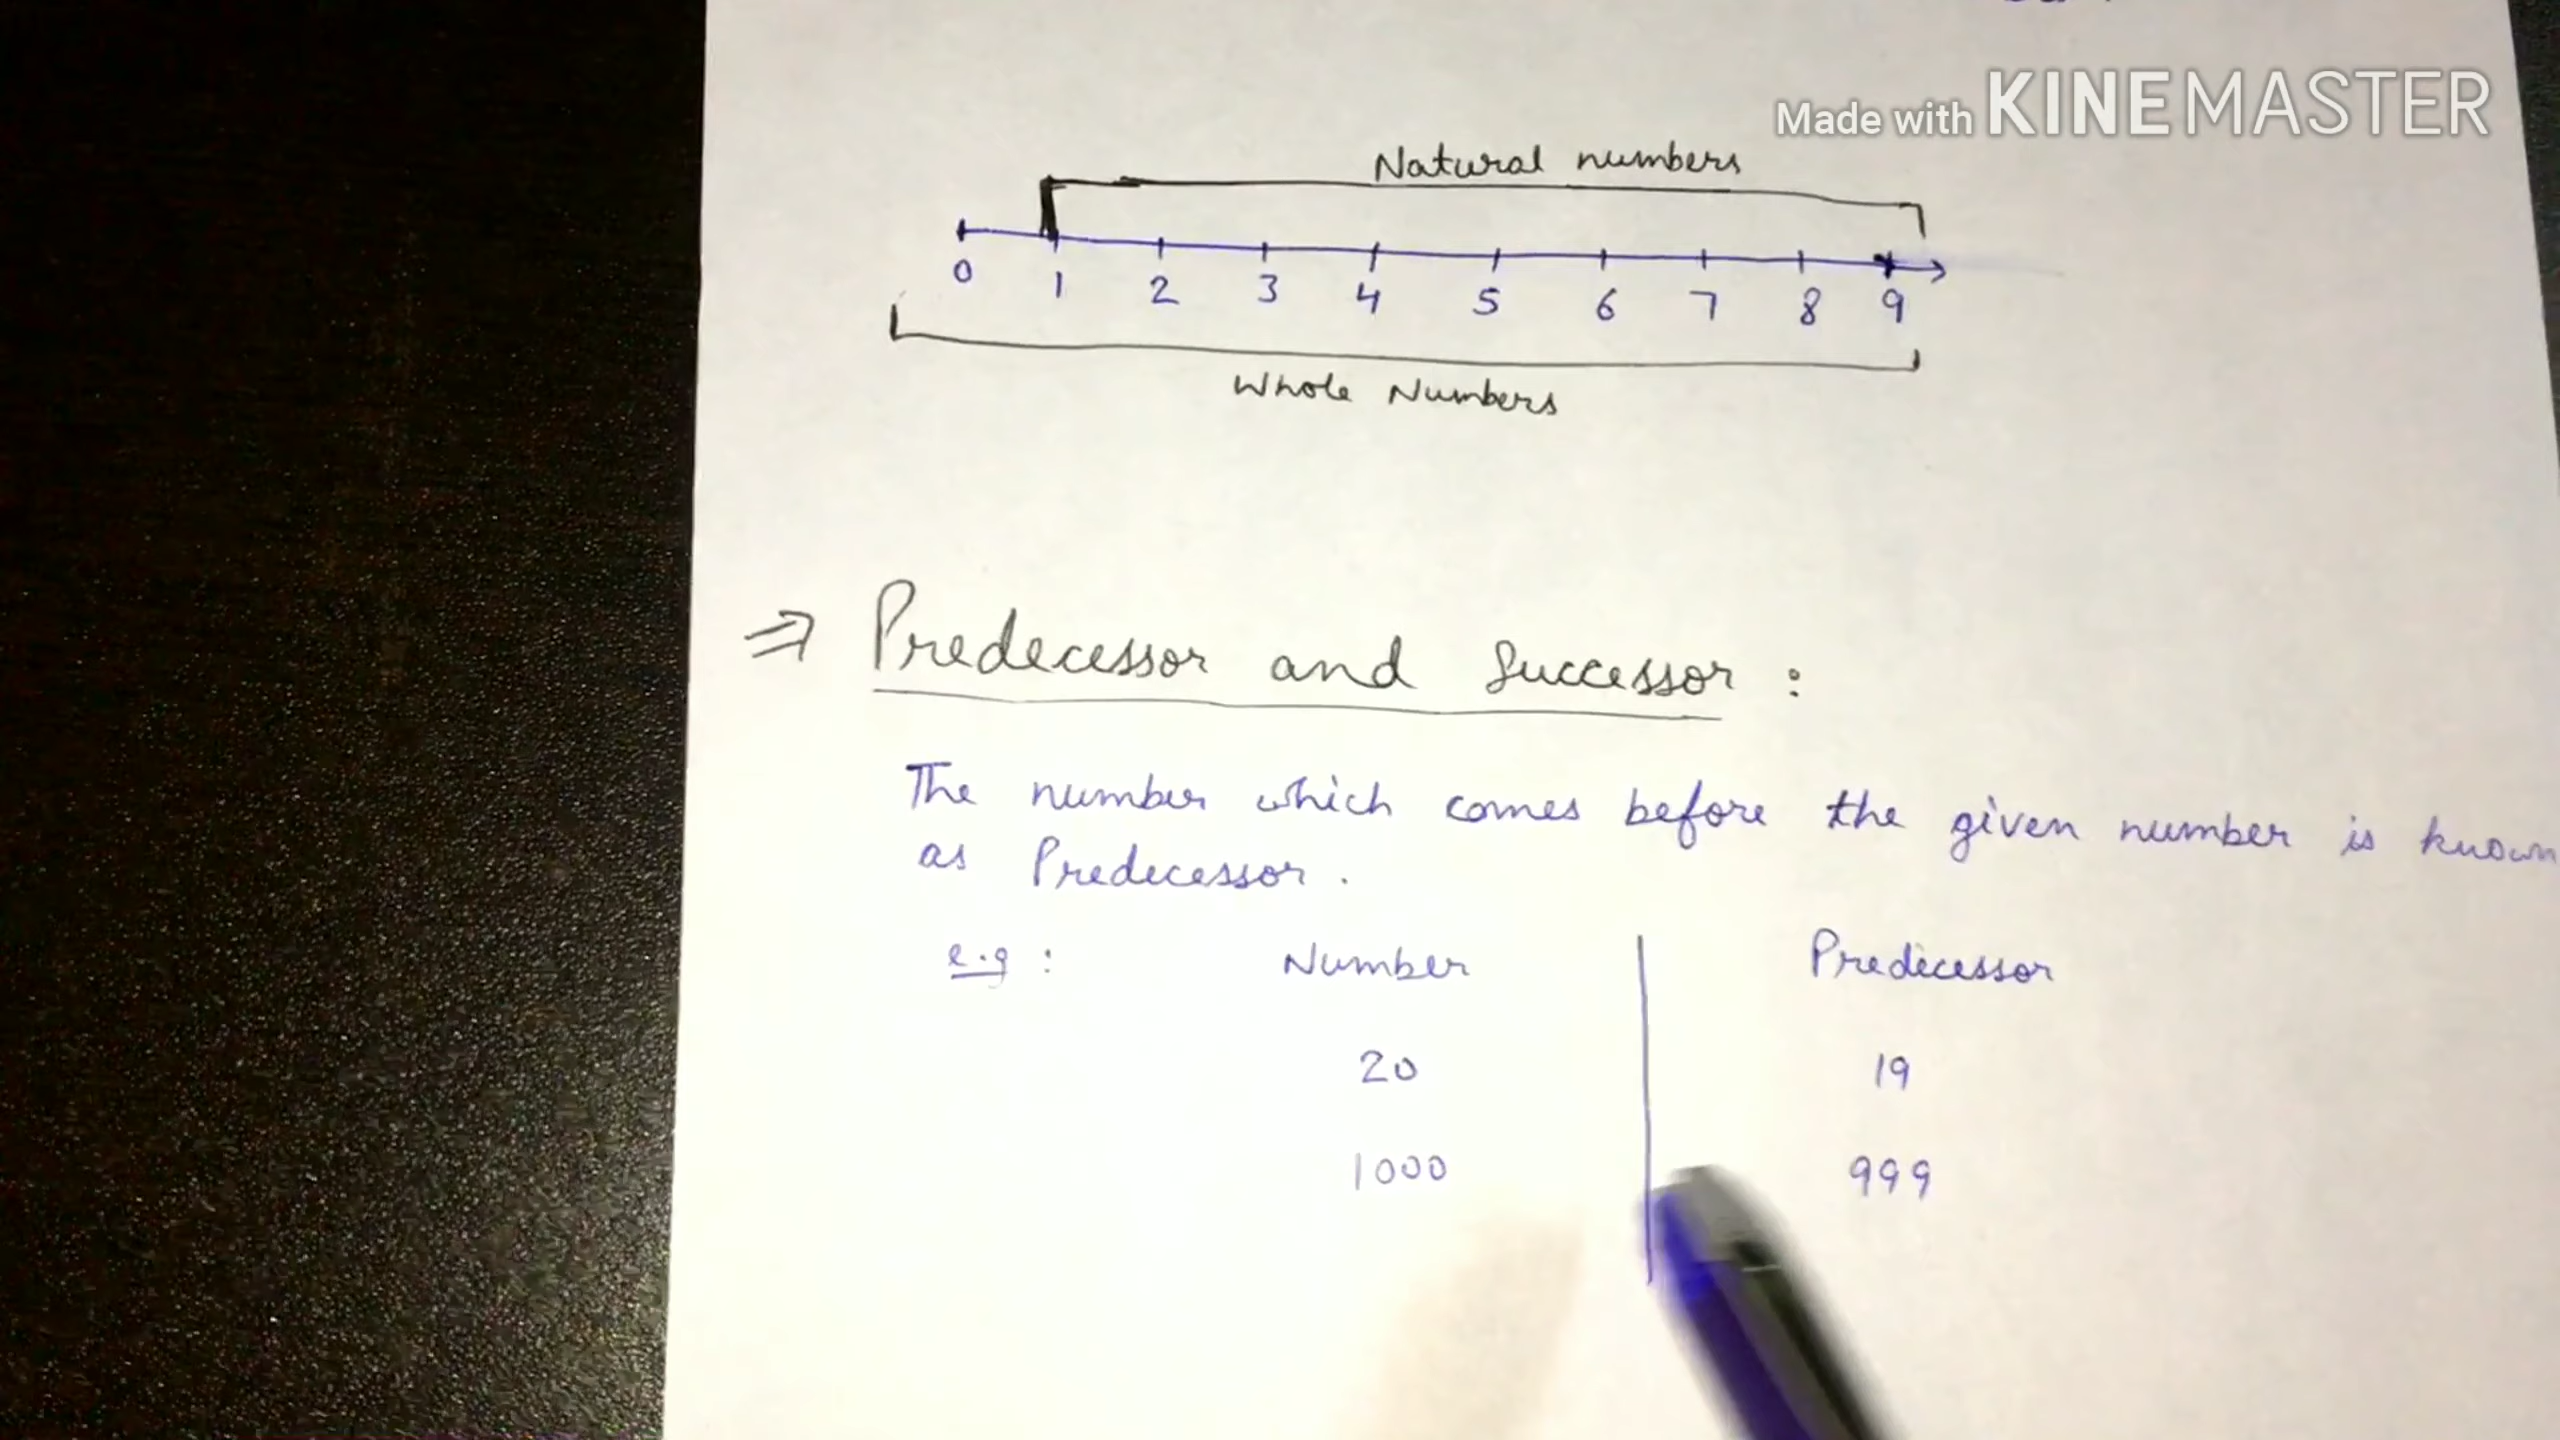 Made with KINEMASTER
Natural numbers
0 1 2 3 4 5 6 7 8 9
Whole Numbers
⇒ Predecessor and Successor :
The number which comes before the given number is known
as Predecessor .
e.g : Number Predecessor
20 19
1000 999